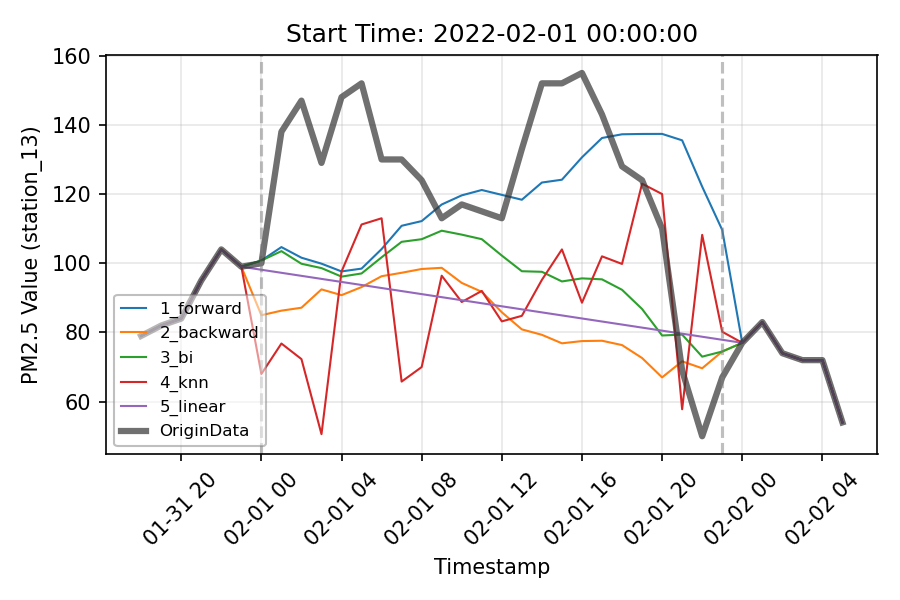 Start Time: 2022-02-01 00:00:00
PM2.5 Value (station_13)
160
140
120
100
80
60
1_forward
2_backward
3_bi
4_knn
5_linear
OriginData
01-31 20
02-01 00
02-01 04
02-01 08
02-01 12
02-01 16
02-01 20
02-02 00
02-02 04
Timestamp